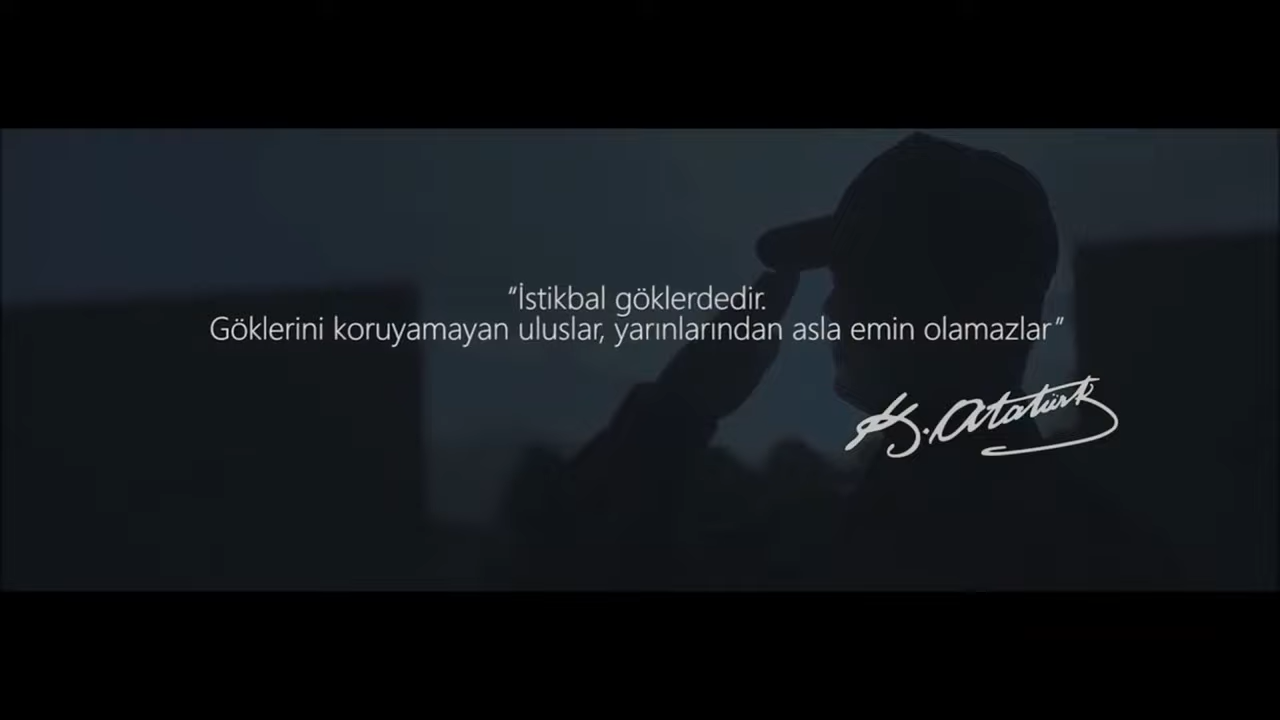 “İstikbal göklerdedir.
Göklerini koruyamayan uluslar, yarınlarından asla emin olamazlar”
K. Atatürk